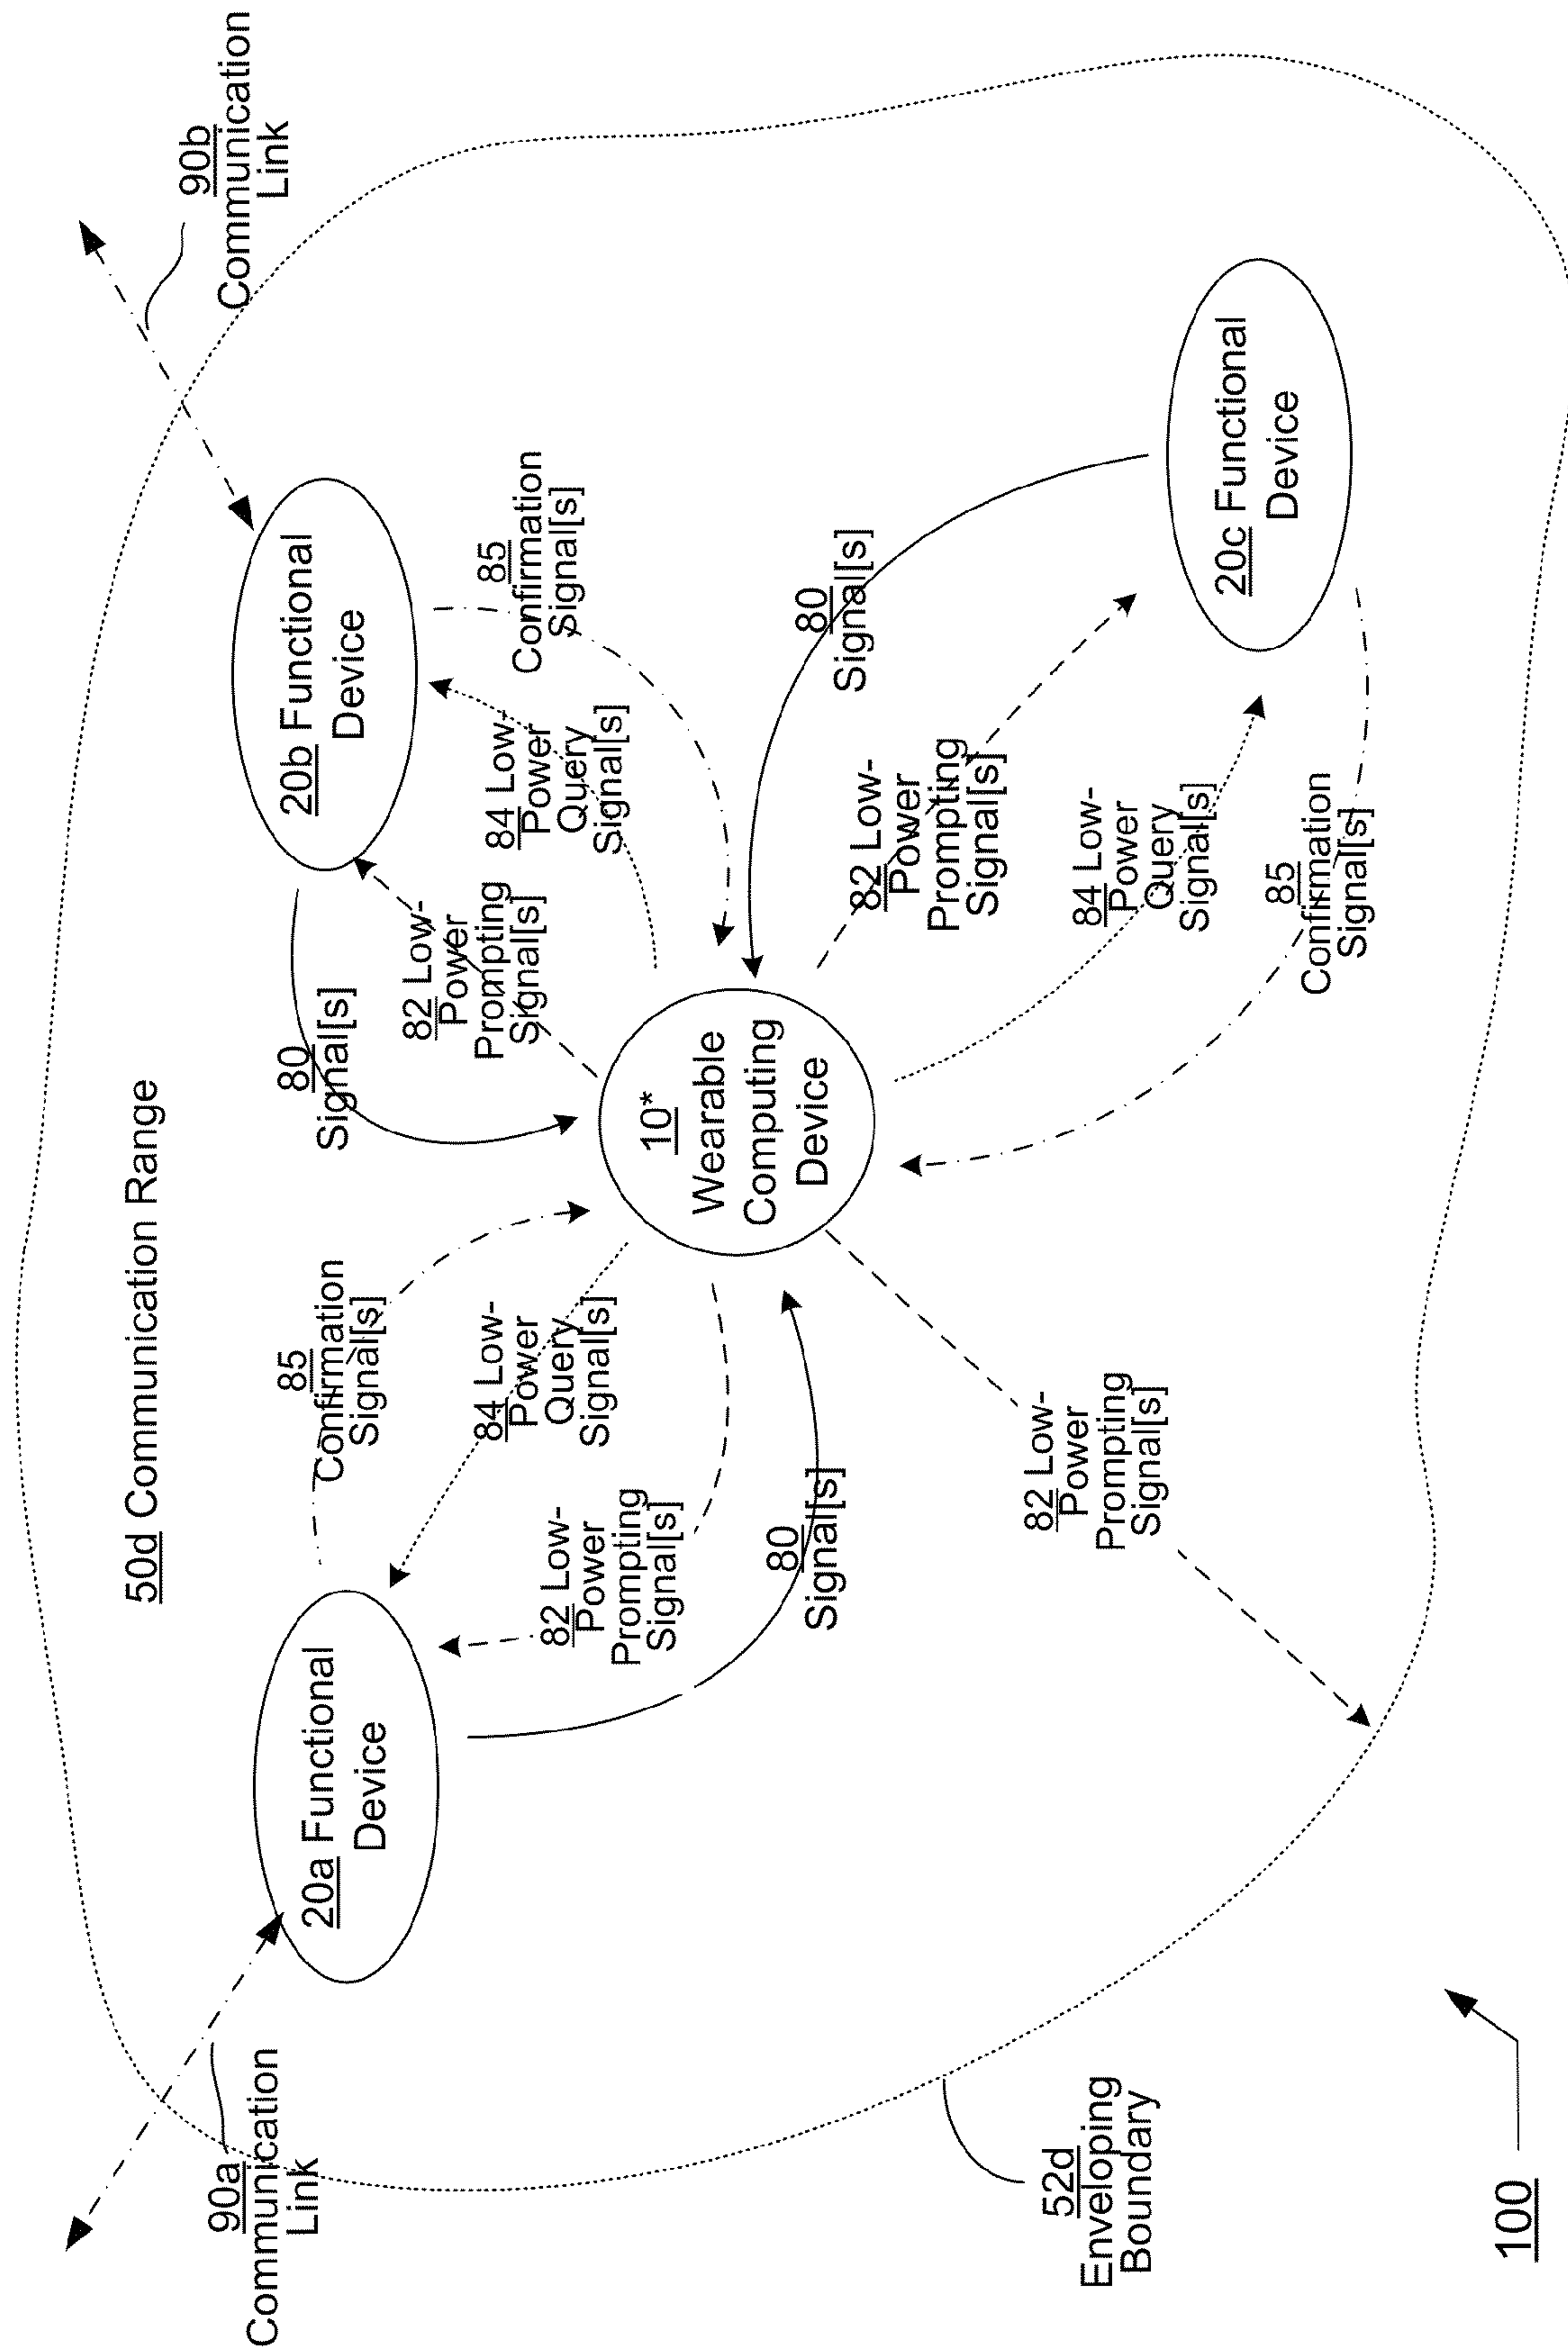 90a
Communication
Link
50d Communication Range
90b
Communication
Link
20a Functional
Device
85
Confirmation
Signal[s]
84 Low-
Power
Query
Signal[s]
82 Low-
Power
Prompting
Signal[s]
80
Signal[s]
80
Signal[s]
82 Low-
Power
Prompting
Signal[s]
20b Functional
Device
84 Low-
Power
Query
Signal[s]
85
Confirmation
Signal[s]
10*
Wearable
Computing
Device
80
Signal[s]
82 Low-
Power
Prompting
Signal[s]
84 Low-
Power
Query
Signal[s]
85
Confirmation
Signal[s]
20c Functional
Device
82 Low-
Power
Prompting
Signal[s]
52d
Enveloping
Boundary
100